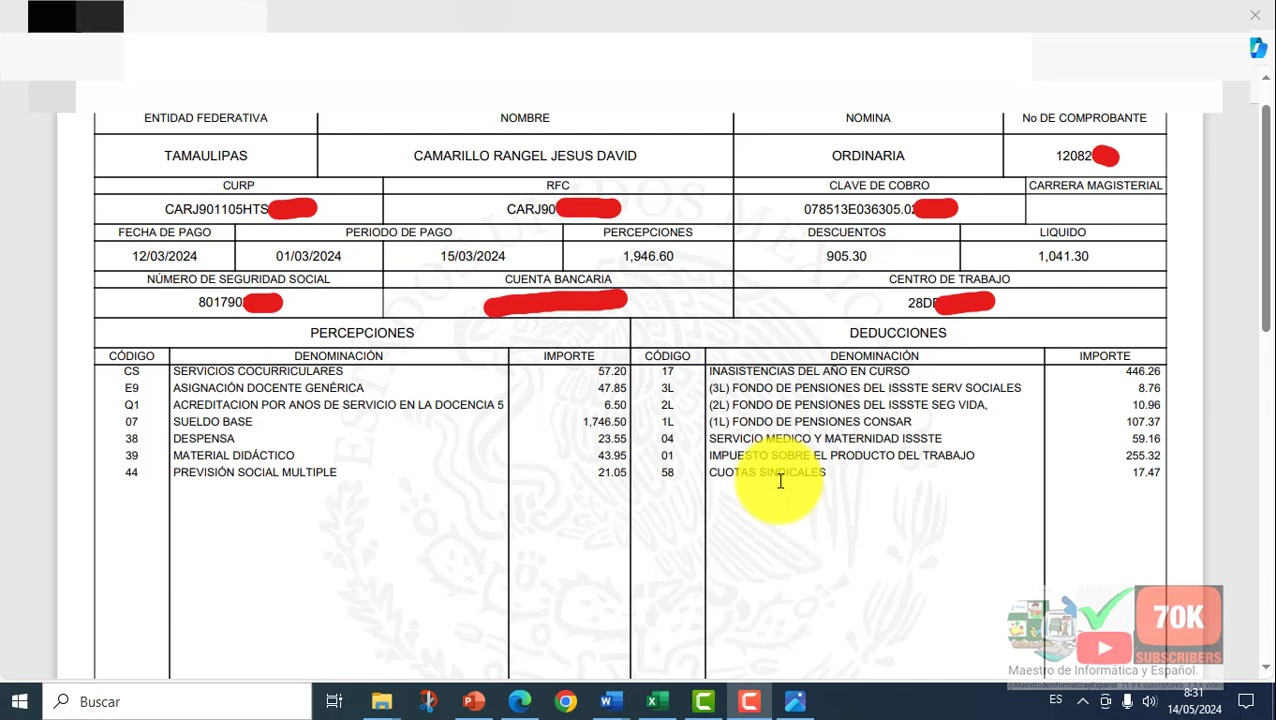 ENTIDAD FEDERATIVA NOMBRE NOMINA No DE COMPROBANTE
TAMAULIPAS CAMARILLO RANGEL JESUS DAVID ORDINARIA 12082
CURP RFC CLAVE DE COBRO CARRERA MAGISTERIAL
CARJ901105HTS CARJ90 078513E036305.02
FECHA DE PAGO PERIODO DE PAGO PERCEPCIONES DESCUENTOS LIQUIDO
12/03/2024 01/03/2024 15/03/2024 1,946.60 905.30 1,041.30
NÚMERO DE SEGURIDAD SOCIAL CUENTA BANCARIA CENTRO DE TRABAJO
801790 28D
PERCEPCIONES DEDUCCIONES
CÓDIGO DENOMINACIÓN IMPORTE CÓDIGO DENOMINACIÓN IMPORTE
CS SERVICIOS COCURRICULARES 57.20 17 INASISTENCIAS DEL AÑO EN CURSO 446.26
E9 ASIGNACIÓN DOCENTE GENÉRICA 47.85 3L (3L) FONDO DE PENSIONES DEL ISSSTE SERV SOCIALES 8.76
Q1 ACREDITACION POR ANOS DE SERVICIO EN LA DOCENCIA 5 6.50 2L (2L) FONDO DE PENSIONES DEL ISSSTE SEG VIDA, 10.96
07 SUELDO BASE 1,746.50 1L (1L) FONDO DE PENSIONES CONSAR 107.37
38 DESPENSA 23.55 04 SERVICIO MEDICO Y MATERNIDAD ISSSTE 59.16
39 MATERIAL DIDÁCTICO 43.95 01 IMPUESTO SOBRE EL PRODUCTO DEL TRABAJO 255.32
44 PREVISIÓN SOCIAL MULTIPLE 21.05 58 CUOTAS SINDICALES 17.47
70K
SUBSCRIBERS
Maestro de Informática y Español.
Buscar
ES
8:31
14/05/2024